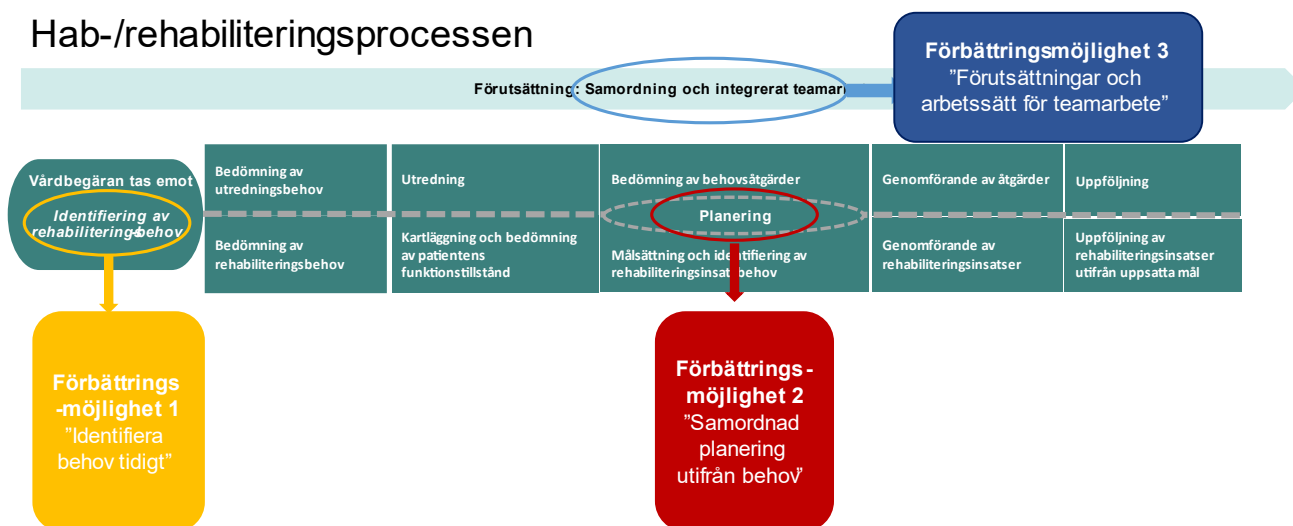 Hab-/rehabiliteringsprocessen
Förutsättning: Samordning och integrerat teamar
Förbättringsmöjlighet 3
”Förutsättningar och
arbetssätt för teamarbete”
Vårdbegäran tas emot
Identifiering av
rehabiliteringsbehov
Bedömning av
utredningsbehov
Bedömning av
rehabiliteringsbehov
Utredning
Kartläggning och bedömning
av patientens
funktionstillstånd
Bedömning av behovsåtgärder
Planering
Målsättning och identifiering av
rehabiliteringsinsatsbehov
Genomförande av åtgärder
Genomförande av
rehabiliteringsinsatser
Uppföljning
Uppföljning av
rehabiliteringsinsatser
utifrån uppsatta mål
Förbättrings
-möjlighet 1
”Identifiera
behov tidigt”
Förbättrings-
möjlighet 2
”Samordnad
planering
utifrån behov”